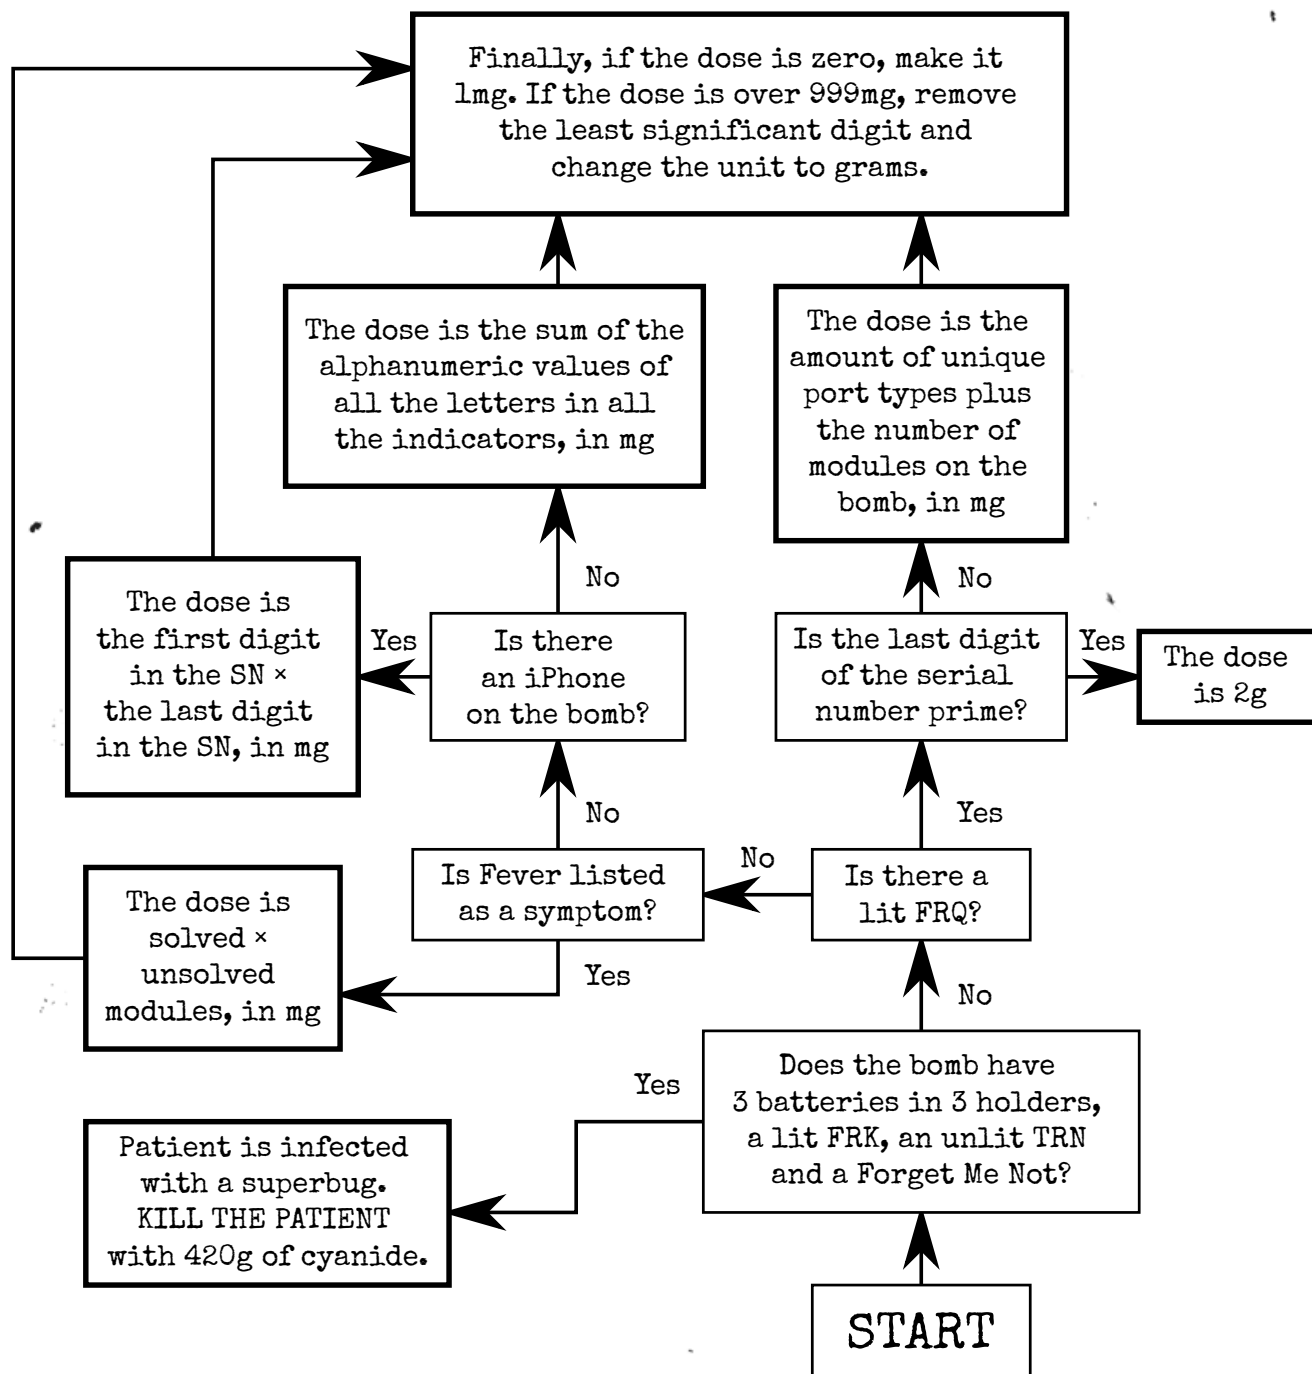 Finally, if the dose is zero, make it
1mg. If the dose is over 999mg, remove
the least significant digit and
change the unit to grams.
The dose is the sum of the
alphanumeric values of
all the letters in all
the indicators, in mg
The dose is the
amount of unique
port types plus
the number of
modules on the
bomb, in mg
No
No
The dose is
the first digit
in the SN ×
the last digit
in the SN, in mg
Yes
Is there
an iPhone
on the bomb?
Is the last digit
of the serial
number prime?
Yes
The dose
is 2g
No
Yes
The dose is
solved ×
unsolved
modules, in mg
Is Fever listed
as a symptom?
No
Is there a
lit FRQ?
Yes
No
Yes
Does the bomb have
3 batteries in 3 holders,
a lit FRK, an unlit TRN
and a Forget Me Not?
Patient is infected
with a superbug.
KILL THE PATIENT
with 420g of cyanide.
START